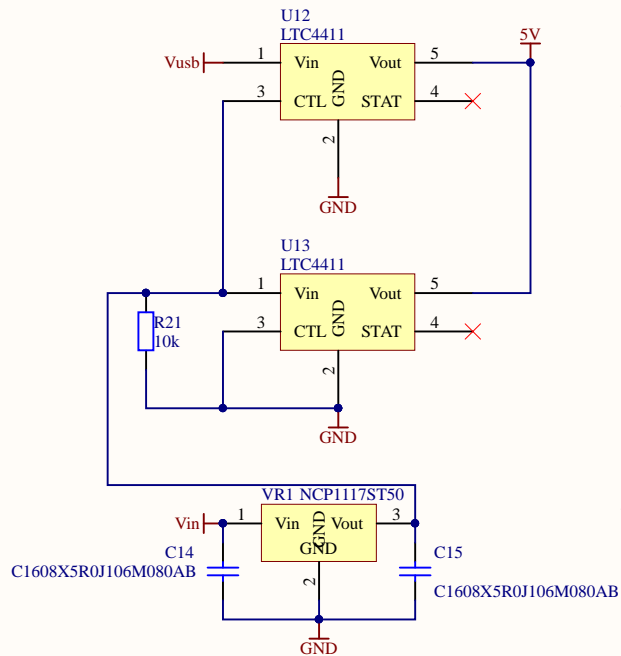 U12
LTC4411
5V
Vusb
1
Vin
Vout
5
3
CTL
GND
STAT
4
2
GND
U13
LTC4411
1
Vin
Vout
5
R21
10k
3
CTL
GND
STAT
4
2
GND
VR1 NCP1117ST50
Vin
1
Vin
GND
Vout
3
GND
C14
C1608X5R0J106M080AB
2
C15
C1608X5R0J106M080AB
GND